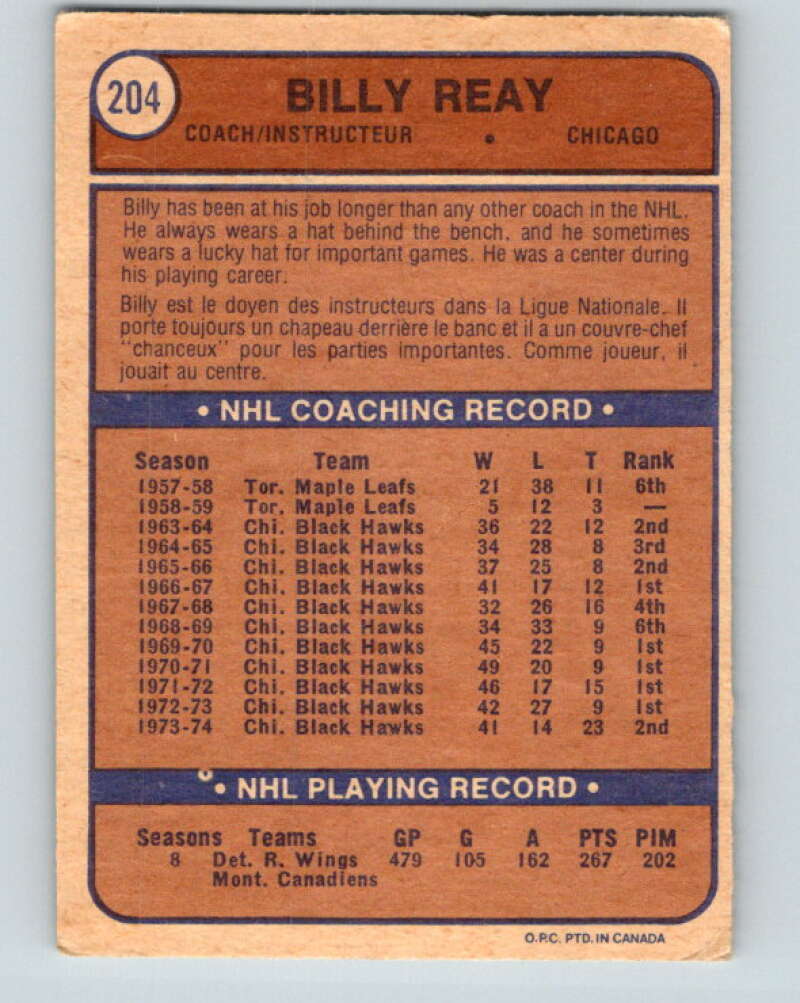 204
BILLY REAY
COACH/INSTRUCTEUR • CHICAGO
Billy has been at his job longer than any other coach in the NHL.
He always wears a hat behind the bench, and he sometimes
wears a lucky hat for important games. He was a center during
his playing career.
Billy est le doyen des instructeurs dans la Ligue Nationale. Il
porte toujours un chapeau derrière le banc et il a un couvre-chef
"chanceux" pour les parties importantes. Comme joueur, il
jouait au centre.
• NHL COACHING RECORD •
Season Team W L T Rank
1957-58 Tor. Maple Leafs 21 38 11 6th
1958-59 Tor. Maple Leafs 5 12 3 —
1963-64 Chi. Black Hawks 36 22 12 2nd
1964-65 Chi. Black Hawks 34 28 8 3rd
1965-66 Chi. Black Hawks 37 25 8 2nd
1966-67 Chi. Black Hawks 41 17 12 1st
1967-68 Chi. Black Hawks 32 26 16 4th
1968-69 Chi. Black Hawks 34 33 9 6th
1969-70 Chi. Black Hawks 45 22 9 1st
1970-71 Chi. Black Hawks 49 20 9 1st
1971-72 Chi. Black Hawks 46 17 15 1st
1972-73 Chi. Black Hawks 42 27 9 1st
1973-74 Chi. Black Hawks 41 14 23 2nd
• NHL PLAYING RECORD •
Seasons Teams GP G A PTS PIM
8 Det. R. Wings 479 105 162 267 202
Mont. Canadiens
O.P.C. PTD. IN CANADA